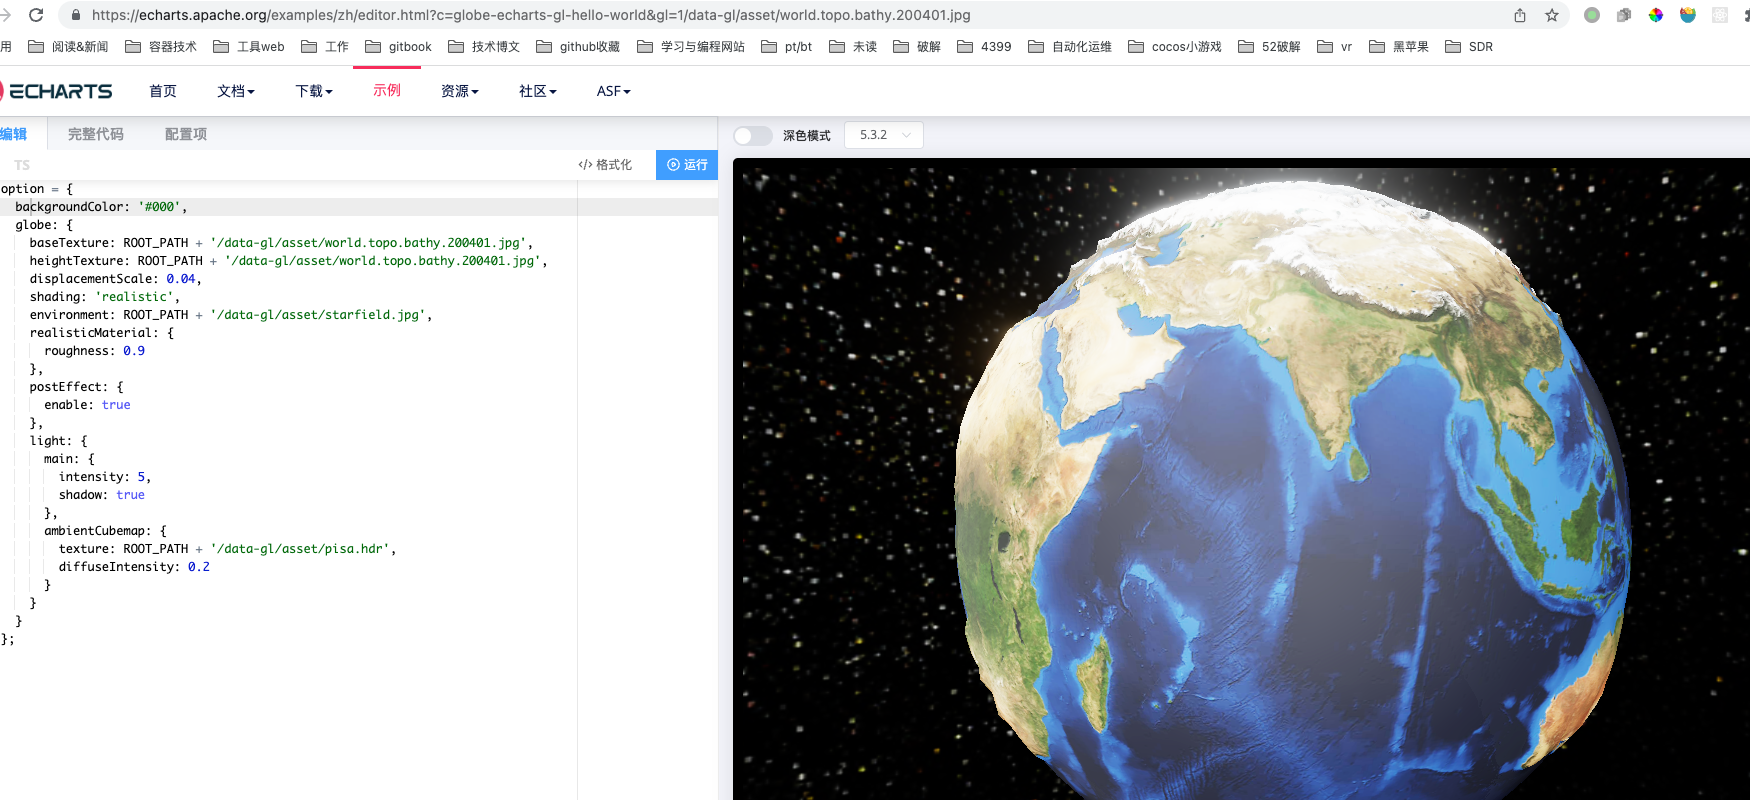 https://echarts.apache.org/examples/zh/editor.html?c=globe-echarts-gl-hello-world&gl=1/data-gl/asset/world.topo.bathy.200401.jpg
用 阅读&新闻 容器技术 工具web 工作 gitbook 技术博文 github收藏 学习与编程网站 pt/bt 未读 破解 4399 自动化运维 cocos小游戏 52破解 vr 黑苹果 SDR
ECHARTS 首页 文档 下载 示例 资源 社区 ASF
编辑 完整代码 配置项 深色模式 5.3.2
TS </> 格式化 运行
option = {
backgroundColor: '#000',
globe: {
baseTexture: ROOT_PATH + '/data-gl/asset/world.topo.bathy.200401.jpg',
heightTexture: ROOT_PATH + '/data-gl/asset/world.topo.bathy.200401.jpg',
displacementScale: 0.04,
shading: 'realistic',
environment: ROOT_PATH + '/data-gl/asset/starfield.jpg',
realisticMaterial: {
roughness: 0.9
},
postEffect: {
enable: true
},
light: {
main: {
intensity: 5,
shadow: true
},
ambientCubemap: {
texture: ROOT_PATH + '/data-gl/asset/pisa.hdr',
diffuseIntensity: 0.2
}
}
}
};